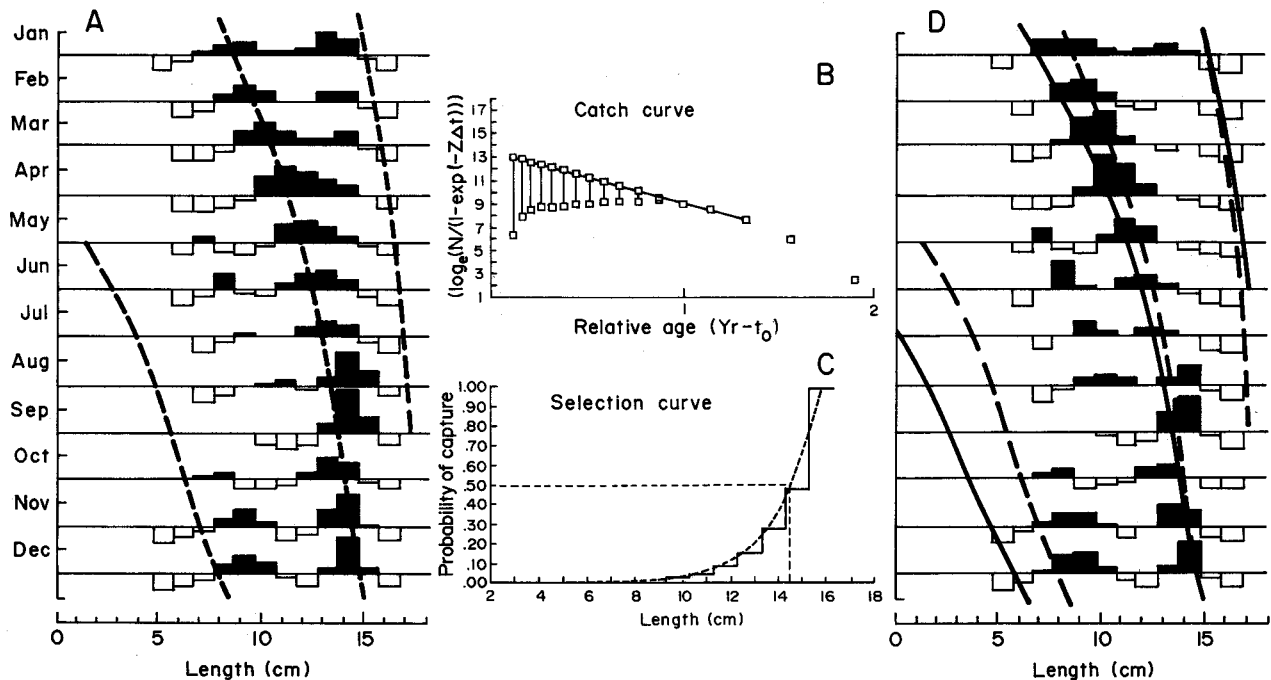 A
Jan
Feb
Mar
Apr
May
Jun
Jul
Aug
Sep
Oct
Nov
Dec
0 5 10 15
Length (cm)
B
Catch curve
(logₑ(N/(1-exp(-ZΔt)))
17
15
13
11
9
7
5
3
1
1 2
Relative age (Yr-t₀)
C
Selection curve
Probability of capture
1.00
.90
.80
.70
.60
.50
.40
.30
.20
.10
.00
2 4 6 8 10 12 14 16 18
Length (cm)
D
0 5 10 15
Length (cm)